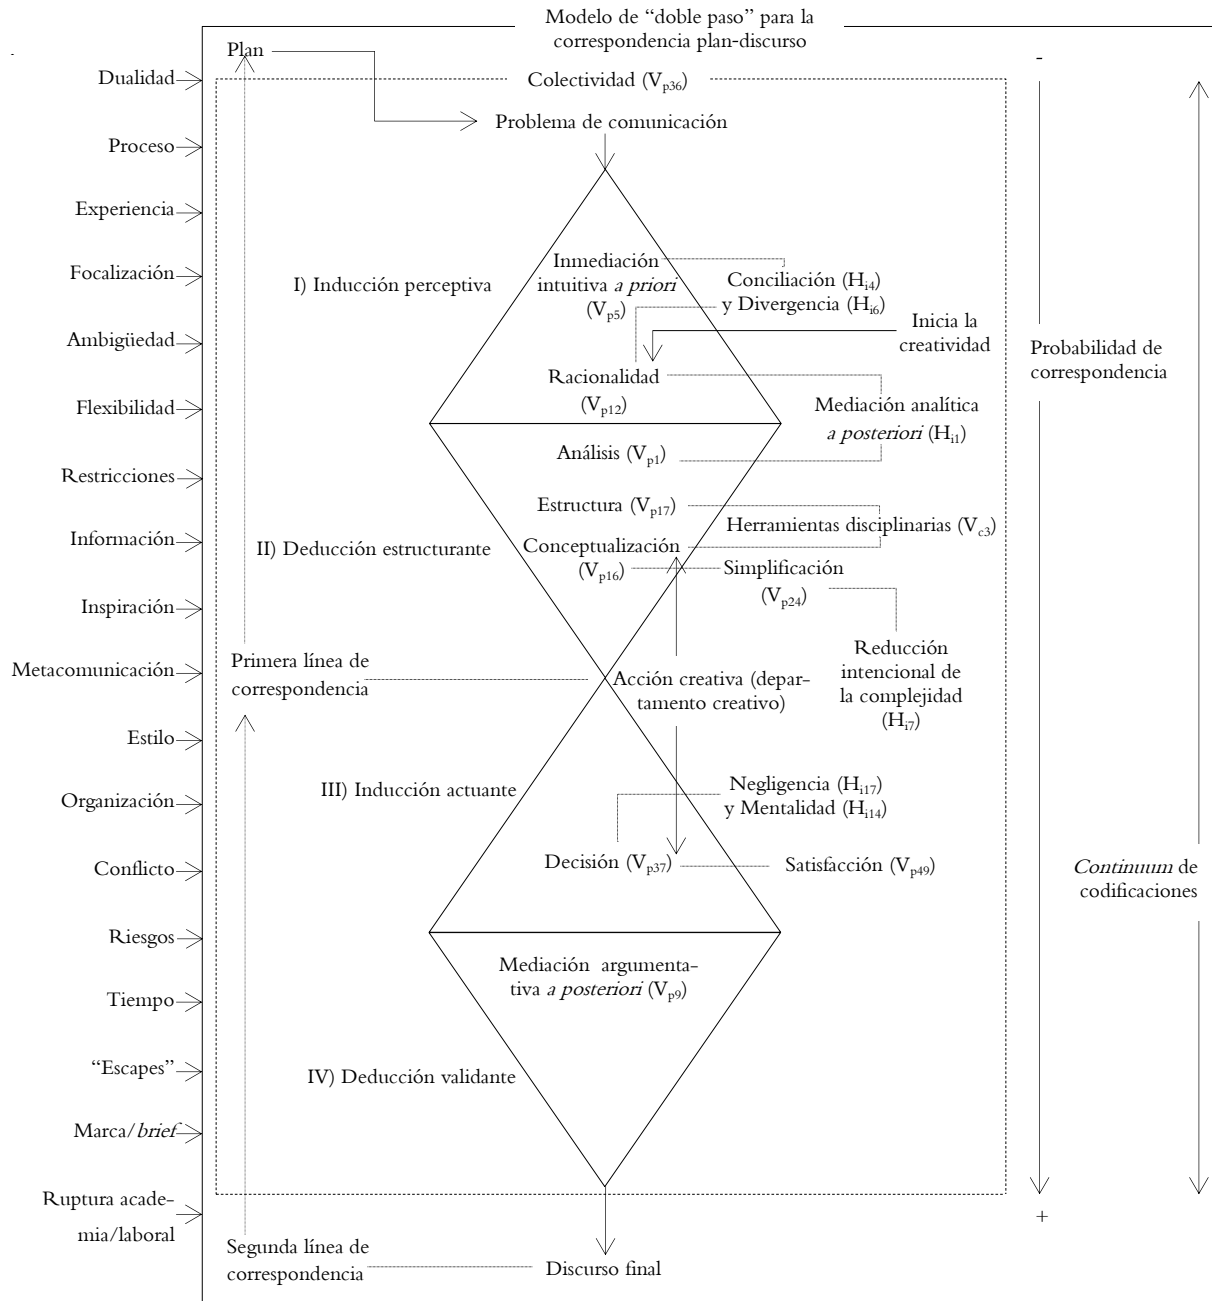 Modelo de “doble paso” para la
correspondencia plan-discurso
Plan
-
Dualidad
Colectividad (Vp36)
Problema de comunicación
Proceso
Experiencia
Focalización
I) Inducción perceptiva
Inmediación
intuitiva a priori
(Vp5)
Conciliación (Hi4)
y Divergencia (Hi6)
Inicia la
creatividad
Ambigüedad
Probabilidad de
correspondencia
Racionalidad
(Vp12)
Flexibilidad
Mediación analítica
a posteriori (Hi1)
Análisis (Vp1)
Restricciones
Estructura (Vp17)
Herramientas disciplinarias (Vc3)
Información
II) Deducción estructurante
Conceptualización
(Vp16)
Simplificación
(Vp24)
Inspiración
Reducción
intencional de
la complejidad
(Hi7)
Metacomunicación
Primera línea de
correspondencia
Acción creativa (depar-
tamento creativo)
Estilo
Organización
III) Inducción actuante
Negligencia (Hi17)
y Mentalidad (Hi14)
Conflicto
Decisión (Vp37)
Satisfacción (Vp49)
Continuum de
codificaciones
Riesgos
Mediación argumenta-
tiva a posteriori (Vp9)
Tiempo
“Escapes”
IV) Deducción validante
Marca/brief
Ruptura acade-
mia/laboral
+
Segunda línea de
correspondencia
Discurso final